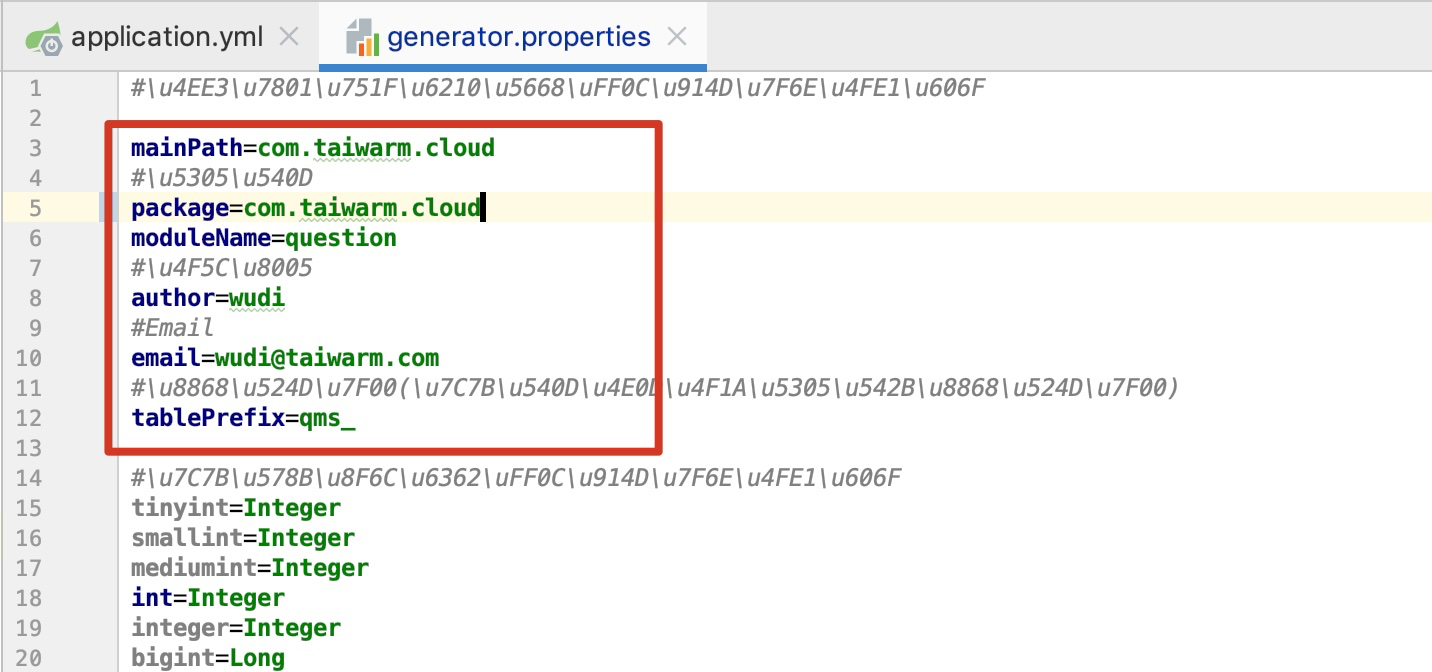 application.yml
generator.properties
1 #\u4EE3\u7801\u751F\u6210\u5668\uFF0C\u914D\u7F6E\u4FE1\u606F
2
3 mainPath=com.taiwarm.cloud
4 #\u5305\u540D
5 package=com.taiwarm.cloud
6 moduleName=question
7 #\u4F5C\u8005
8 author=wudi
9 #Email
10 email=wudi@taiwarm.com
11 #\u8868\u524D\u7F00(\u7C7B\u540D\u4E0D\u4F1A\u5305\u542B\u8868\u524D\u7F00)
12 tablePrefix=qms_
13
14 #\u7C7B\u578B\u8F6C\u6362\uFF0C\u914D\u7F6E\u4FE1\u606F
15 tinyint=Integer
16 smallint=Integer
17 mediumint=Integer
18 int=Integer
19 integer=Integer
20 bigint=Long